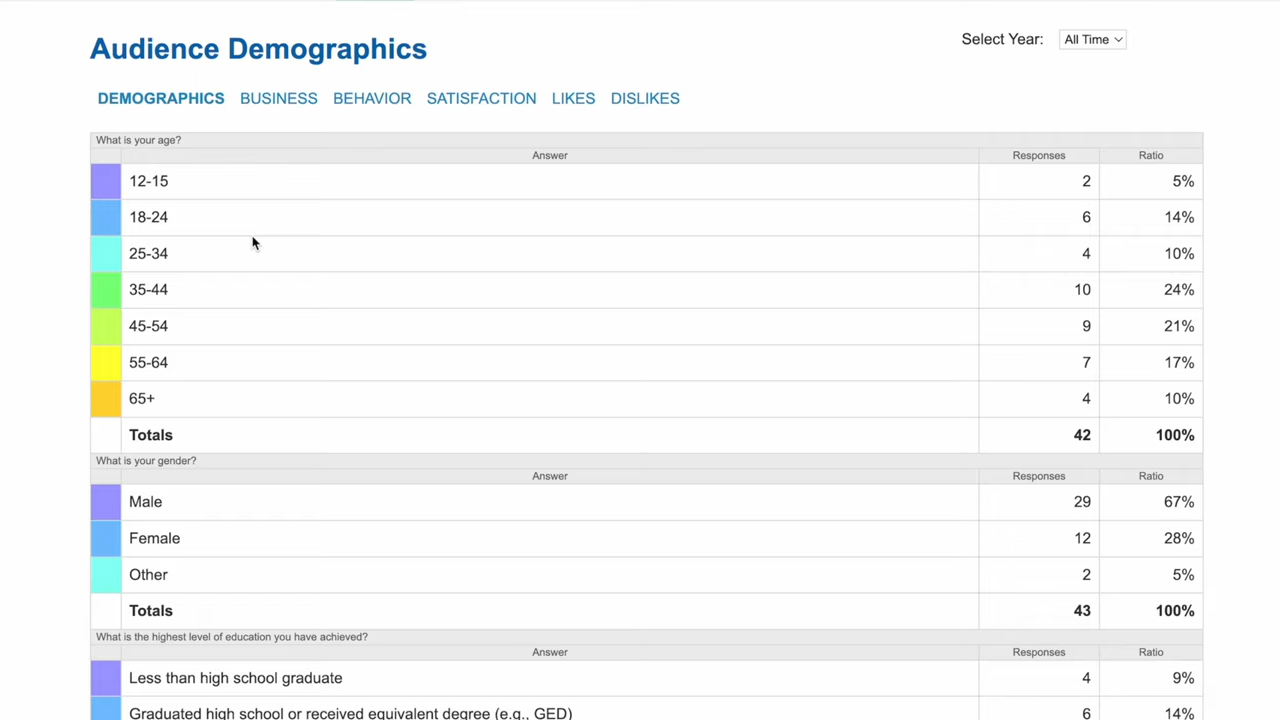 Audience Demographics
Select Year: All Time
DEMOGRAPHICS BUSINESS BEHAVIOR SATISFACTION LIKES DISLIKES
What is your age?
Answer Responses Ratio
12-15 2 5%
18-24 6 14%
25-34 4 10%
35-44 10 24%
45-54 9 21%
55-64 7 17%
65+ 4 10%
Totals 42 100%
What is your gender?
Answer Responses Ratio
Male 29 67%
Female 12 28%
Other 2 5%
Totals 43 100%
What is the highest level of education you have achieved?
Answer Responses Ratio
Less than high school graduate 4 9%
Graduated high school or received equivalent degree (e.g., GED) 6 14%